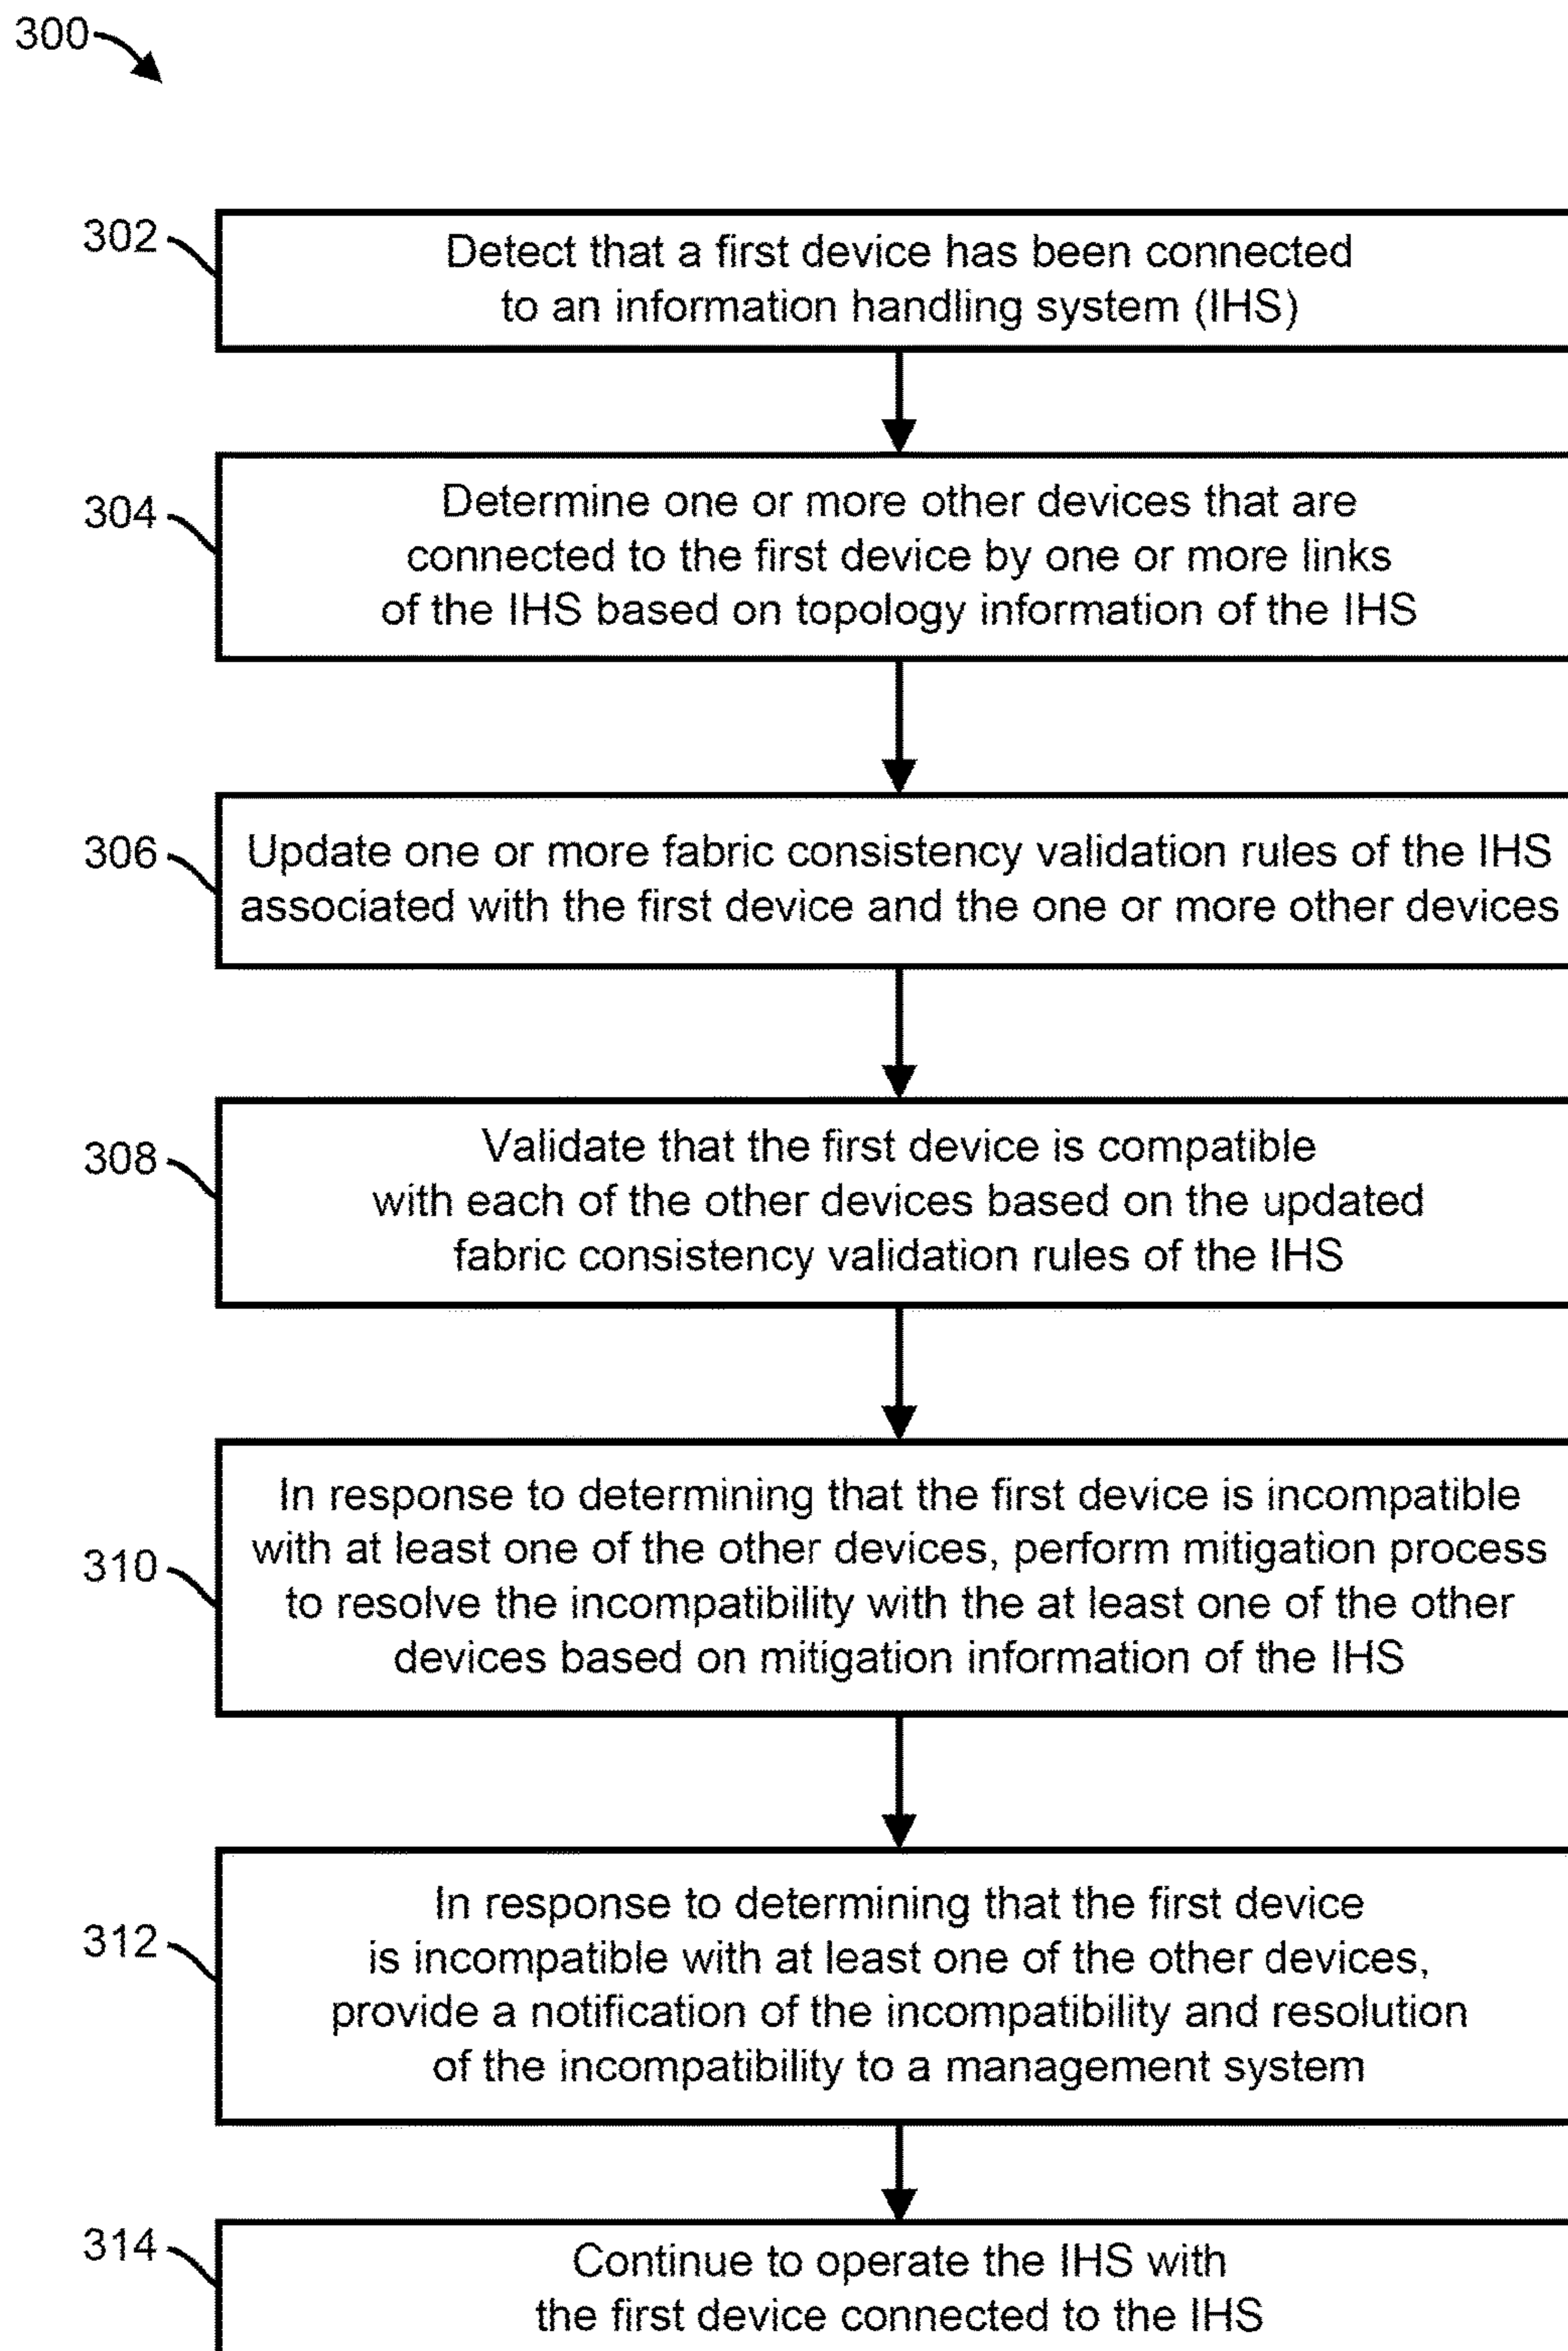 300
302
Detect that a first device has been connected
to an information handling system (IHS)
304
Determine one or more other devices that are
connected to the first device by one or more links
of the IHS based on topology information of the IHS
306
Update one or more fabric consistency validation rules of the IHS
associated with the first device and the one or more other devices
308
Validate that the first device is compatible
with each of the other devices based on the updated
fabric consistency validation rules of the IHS
310
In response to determining that the first device is incompatible
with at least one of the other devices, perform mitigation process
to resolve the incompatibility with the at least one of the other
devices based on mitigation information of the IHS
312
In response to determining that the first device
is incompatible with at least one of the other devices,
provide a notification of the incompatibility and resolution
of the incompatibility to a management system
314
Continue to operate the IHS with
the first device connected to the IHS